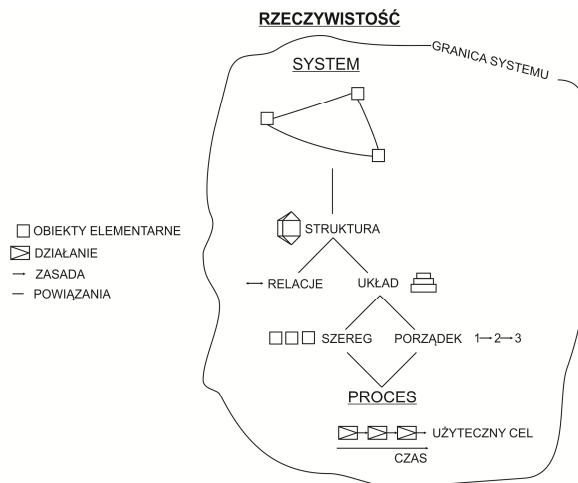 RZECZYWISTOŚĆ
GRANICA SYSTEMU
SYSTEM
STRUKTURA
OBIEKTY ELEMENTARNE
DZIAŁANIE
ZASADA
POWIĄZANIA
RELACJE
UKŁAD
SZEREG
PORZĄDEK
1→2→3
PROCES
UŻYTECZNY CEL
CZAS